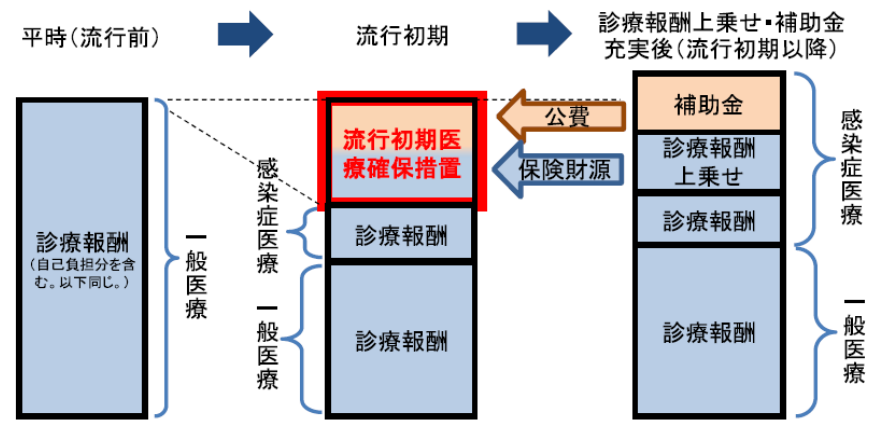 平時(流行前)
流行初期
診療報酬上乗せ・補助金
充実後(流行初期以降)
診療報酬
(自己負担分を含
む。以下同じ。)
一般医療
流行初期医
療確保措置
感染症医療
診療報酬
一般医療
診療報酬
公費
保険財源
補助金
診療報酬
上乗せ
診療報酬
感染症医療
診療報酬
一般医療